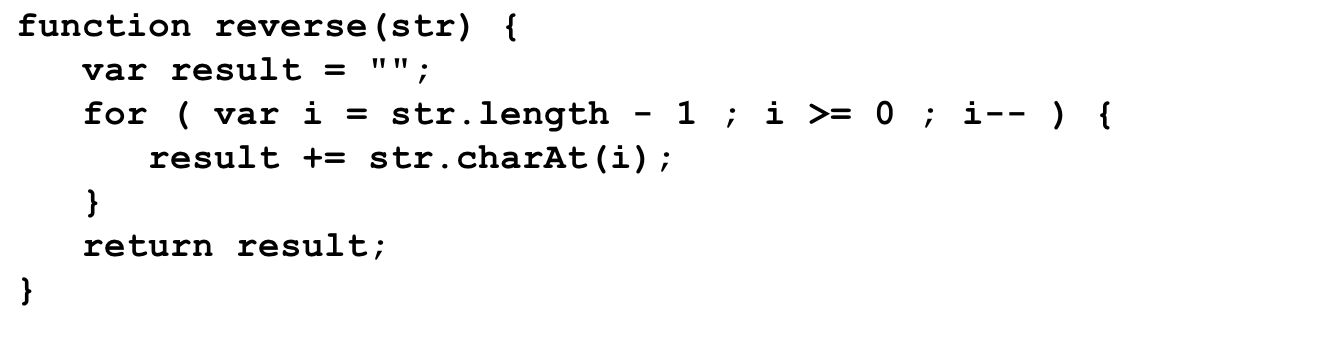 function reverse(str) {
   var result = "";
   for ( var i = str.length - 1 ; i >= 0 ; i-- ) {
      result += str.charAt(i);
   }
   return result;
}